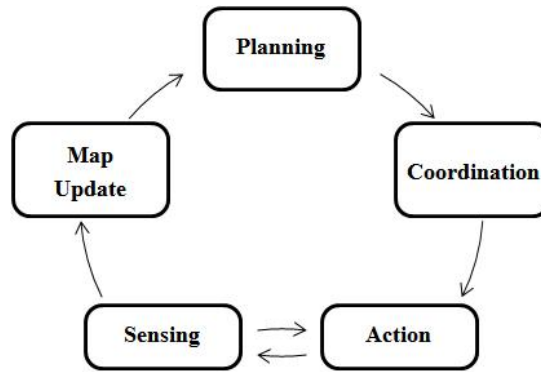 Planning
Map
Update
Coordination
Sensing
Action